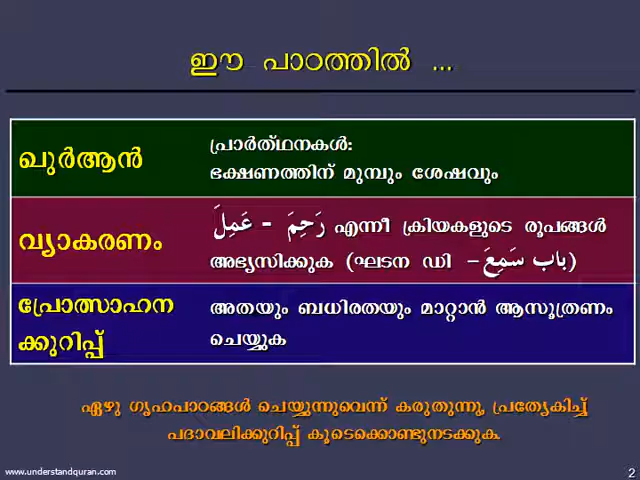 ഈ പാഠത്തിൽ ...
ഖുർആൻ
പ്രാർത്ഥനകൾ:
ഭക്ഷണത്തിന് മുമ്പും ശേഷവും
വ്യാകരണം
رَحِمَ - عَمِلَ എന്നീ ക്രിയകളുടെ രൂപങ്ങൾ
അഭ്യസിക്കുക (ഘടന ഡി – باب سَمِعَ)
പ്രോത്സാഹന
ക്കുറിപ്പ്
അതയും ബധിരതയും മാറ്റാൻ ആസൂത്രണം
ചെയ്യുക
ഏഴു ഗൃഹപാഠങ്ങൾ ചെയ്യുന്നുവെന്ന് കരുതുന്നു, പ്രത്യേകിച്ച്
പദാവലിക്കുറിപ്പ് കൂടെക്കൊണ്ടുനടക്കുക.
www.understandquran.com
2